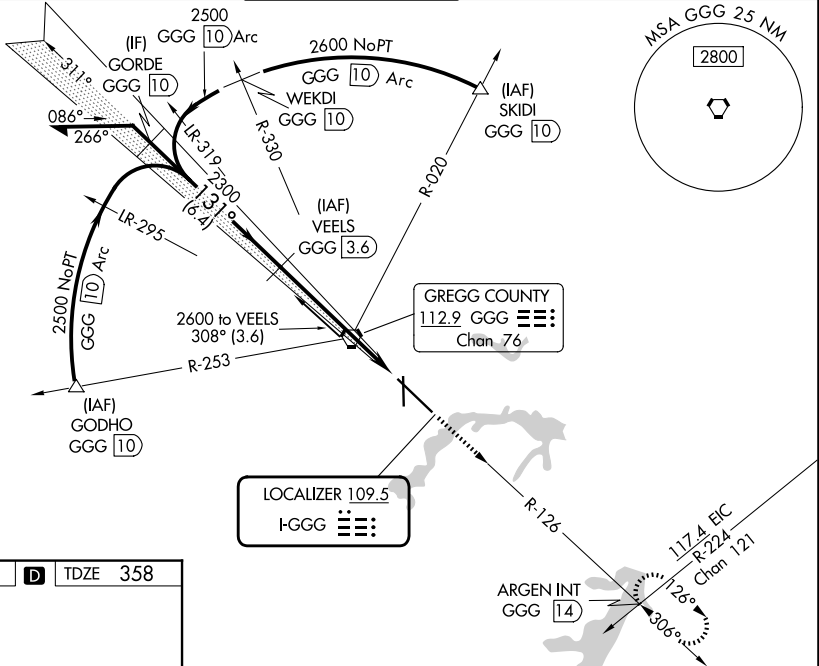 2500
GGG 10 Arc
(IF)
GORDE
GGG 10
2600 NoPT
GGG 10 Arc
WEKDI
GGG 10
(IAF)
SKIDI
GGG 10
MSA GGG 25 NM
2800
311°
086°
266°
LR-319
R-330
R-020
2300
131°
(6.4)
(IAF)
VEELS
GGG 3.6
LR-295
2500 NoPT
GGG 10 Arc
2600 to VEELS
308° (3.6)
GREGG COUNTY
112.9 GGG
Chan 76
R-253
(IAF)
GODHO
GGG 10
LOCALIZER 109.5
I-GGG
R-126
117.4 EIC
R-224
Chan 121
ARGEN INT
GGG 14
126°
306°
D TDZE 358